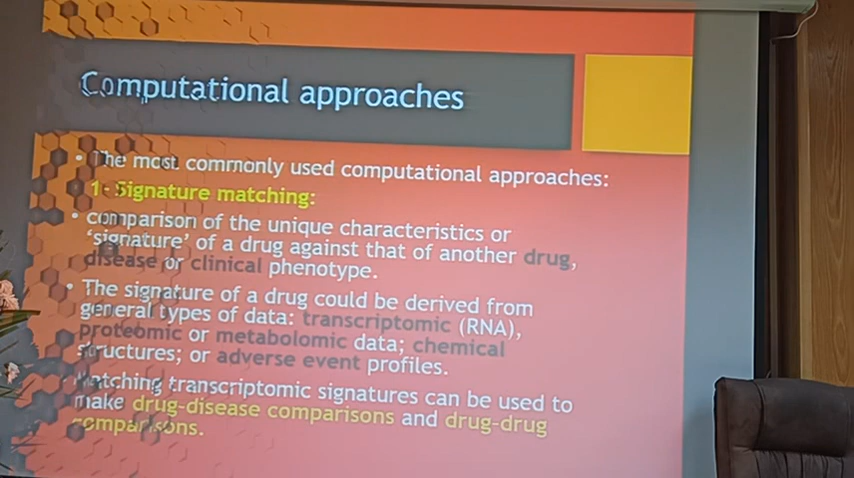 Computational approaches
• The most commonly used computational approaches:
• 1- Signature matching:
• comparison of the unique characteristics or
‘signature’ of a drug against that of another drug,
disease or clinical phenotype.
• The signature of a drug could be derived from
general types of data: transcriptomic (RNA),
proteomic or metabolomic data; chemical
structures; or adverse event profiles.
• Matching transcriptomic signatures can be used to
make drug-disease comparisons and drug-drug
comparisons.